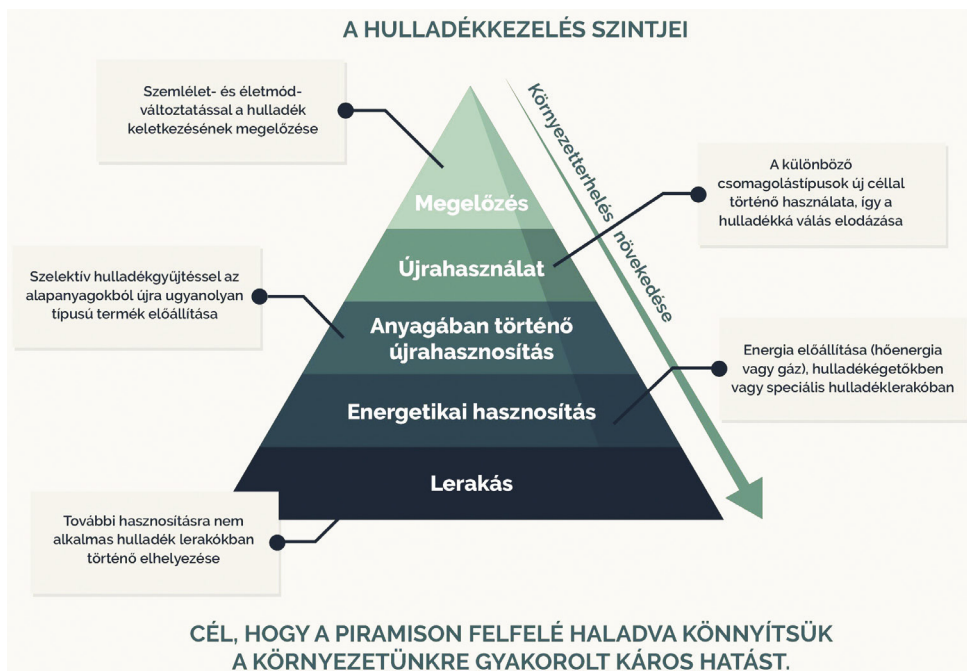 A HULLADÉKKEZELÉS SZINTJEI
Szemlélet- és életmód-
változtatással a hulladék
keletkezésének megelőzése
Környezetterhelés növekedése
A különböző
csomagolástípusok új céllal
történő használata, így a
hulladékká válás elodázása
Megelőzés
Újrahasználat
Szelektív hulladékgyűjtéssel az
alapanyagokból újra ugyanolyan
típusú termék előállítása
Anyagában történő
újrahasznosítás
Energia előállítása (hőenergia
vagy gáz), hulladékégetőkben
vagy speciális hulladéklerakóban
Energetikai hasznosítás
Lerakás
További hasznosításra nem
alkalmas hulladék lerakókban
történő elhelyezése
CÉL, HOGY A PIRAMISON FELFELÉ HALADVA KÖNNYÍTSÜK
A KÖRNYEZETÜNKRE GYAKOROLT KÁROS HATÁST.